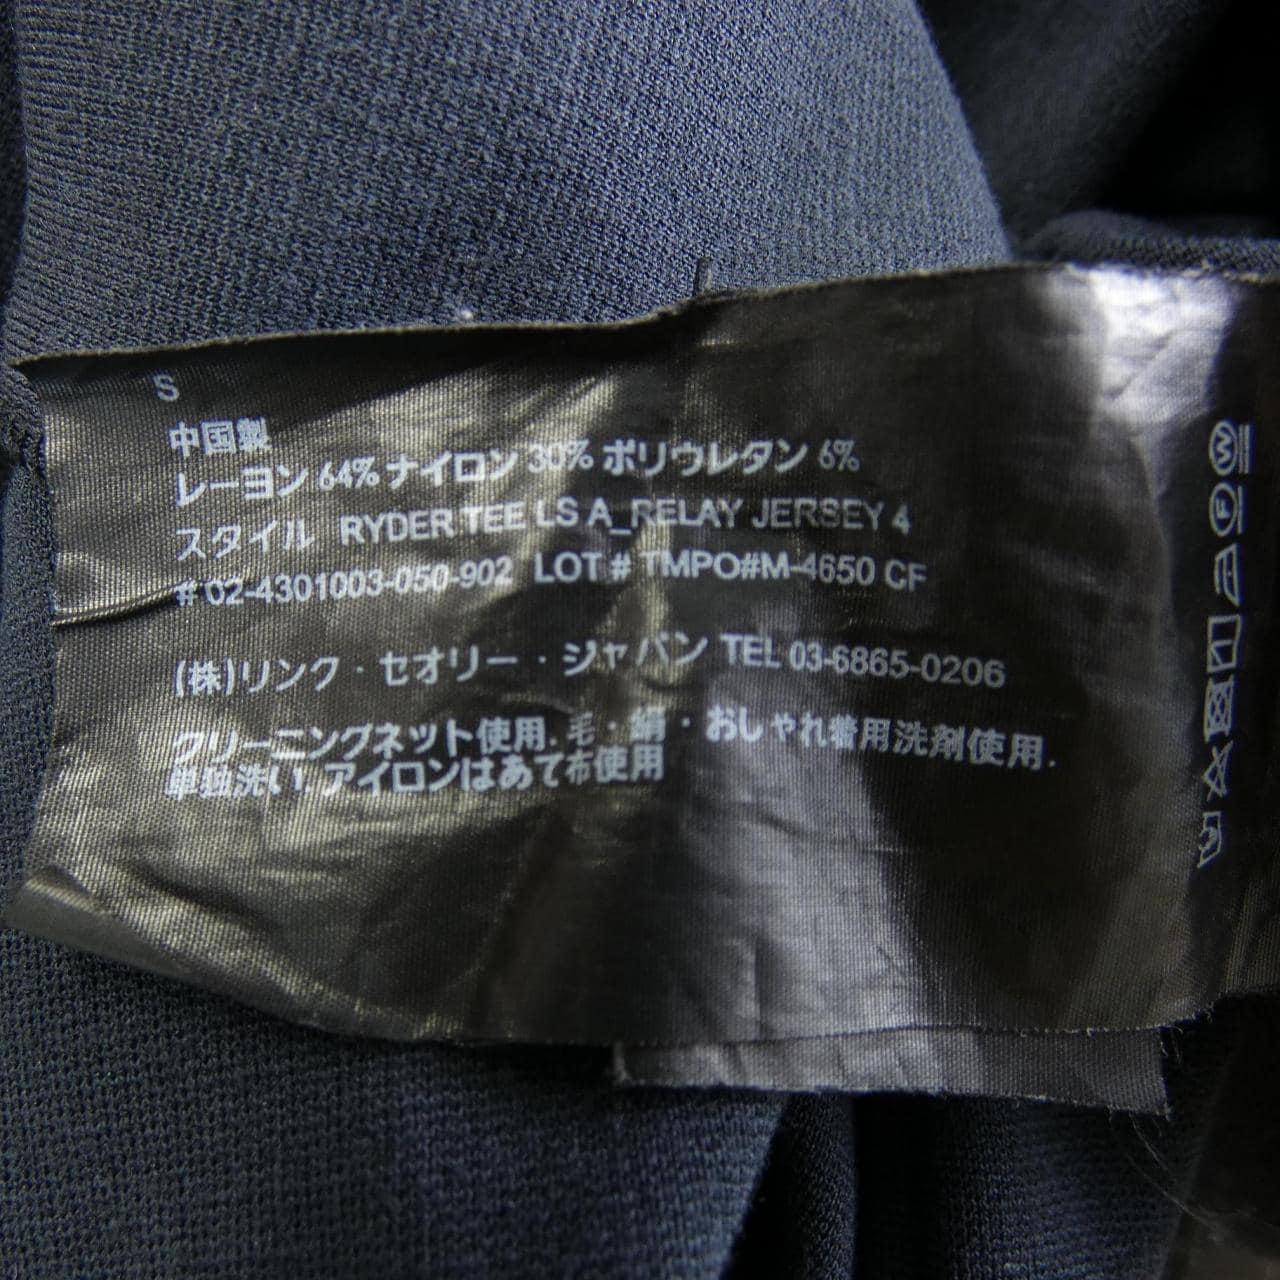 S
中国製
レーヨン 64% ナイロン 30% ポリウレタン 6%
スタイル RYDER TEE LS A_RELAY JERSEY 4
# 02-4301003-050-902 LOT # TMPO#M-4650 CF
(株)リンク・セオリー・ジャパン TEL 03-6865-0206
クリーニングネット使用. 毛・絹・おしゃれ着用洗剤使用.
単独洗い. アイロンはあて布使用
W
F